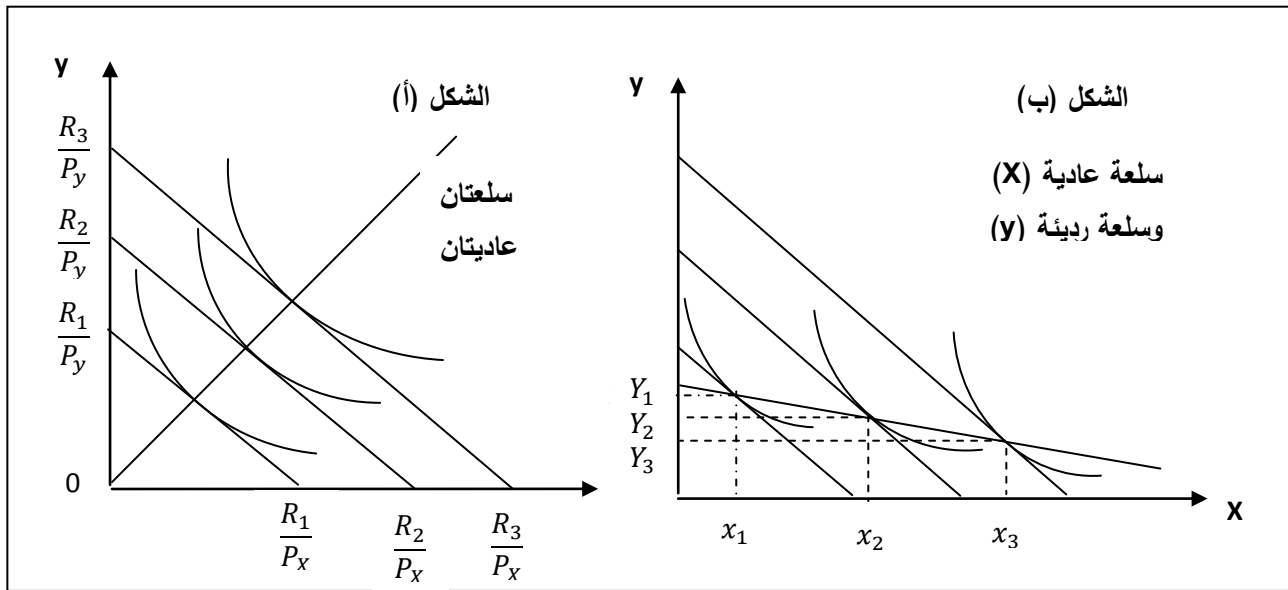 y
الشكل (أ)
سلعتان
عاديتان
R₃/P_y
R₂/P_y
R₁/P_y
0
R₁/P_X
R₂/P_X
R₃/P_X
y
الشكل (ب)
سلعة عادية (X)
وسلعة رديئة (y)
Y₁
Y₂
Y₃
x₁ x₂ x₃
X